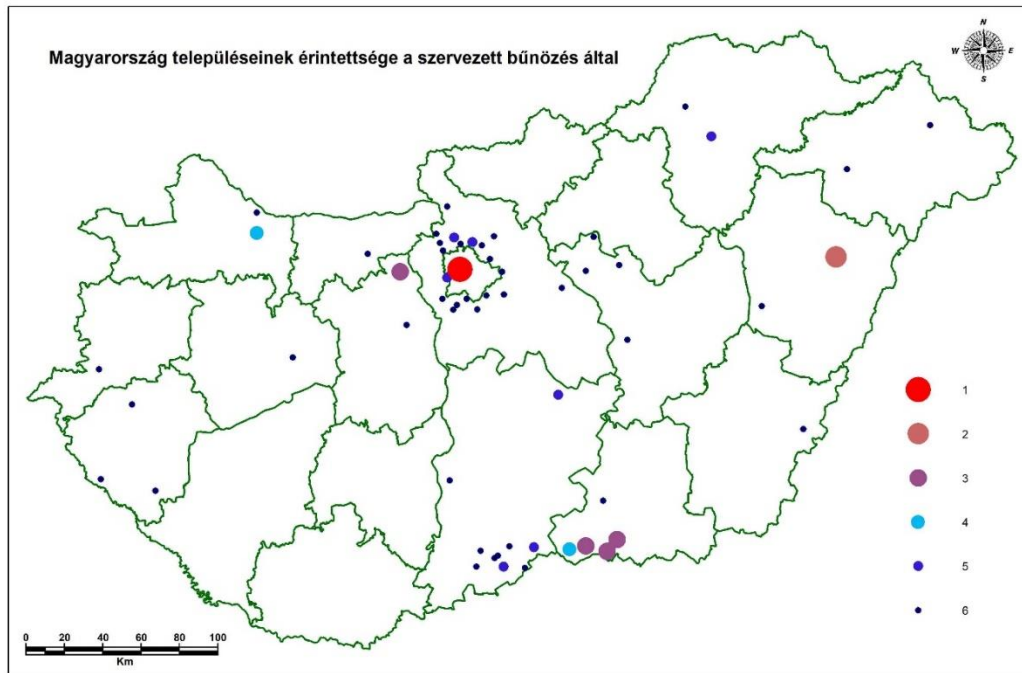 Magyarország településeinek érintettsége a szervezett bűnözés által
N
W E
S
1
2
3
4
5
6
0 20 40 60 80 100
Km